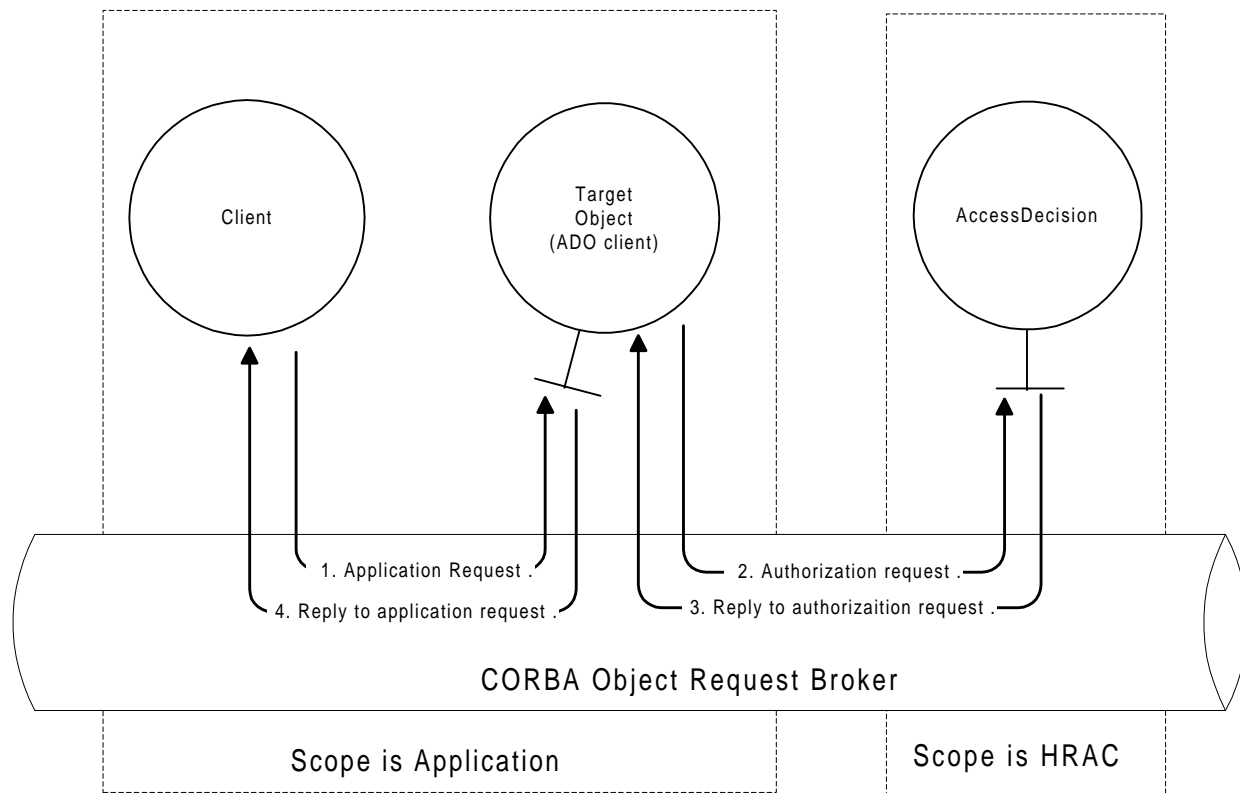 Client
Target
Object
(ADO client)
AccessDecision
1. Application Request .
2. Authorization request .
4. Reply to application request .
3. Reply to authorizaition request .
CORBA Object Request Broker
Scope is Application
Scope is HRAC